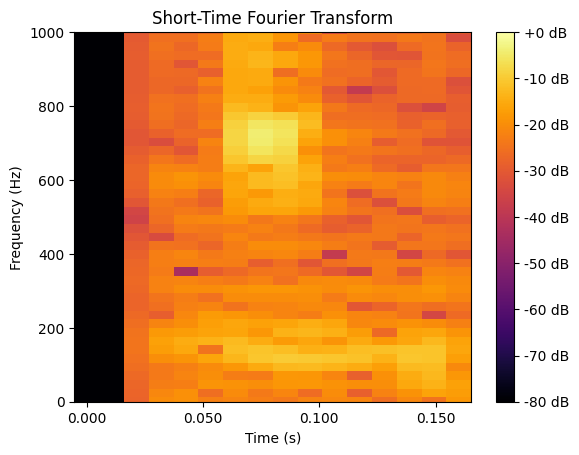 Short-Time Fourier Transform
1000
800
600
400
200
0
Frequency (Hz)
0.000
0.050
0.100
0.150
Time (s)
+0 dB
-10 dB
-20 dB
-30 dB
-40 dB
-50 dB
-60 dB
-70 dB
-80 dB